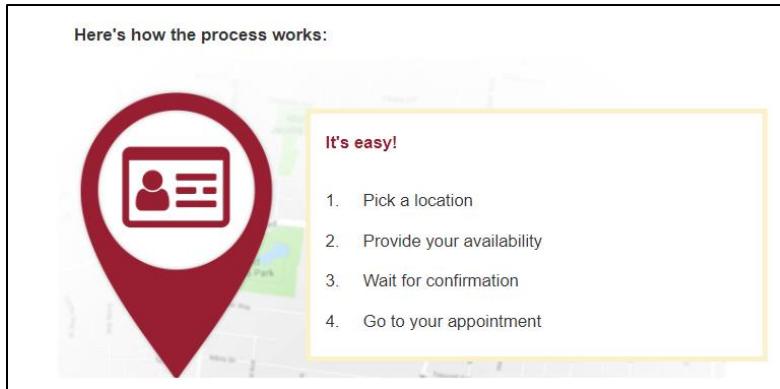 Here's how the process works:
It's easy!
1. Pick a location
2. Provide your availability
3. Wait for confirmation
4. Go to your appointment
Park